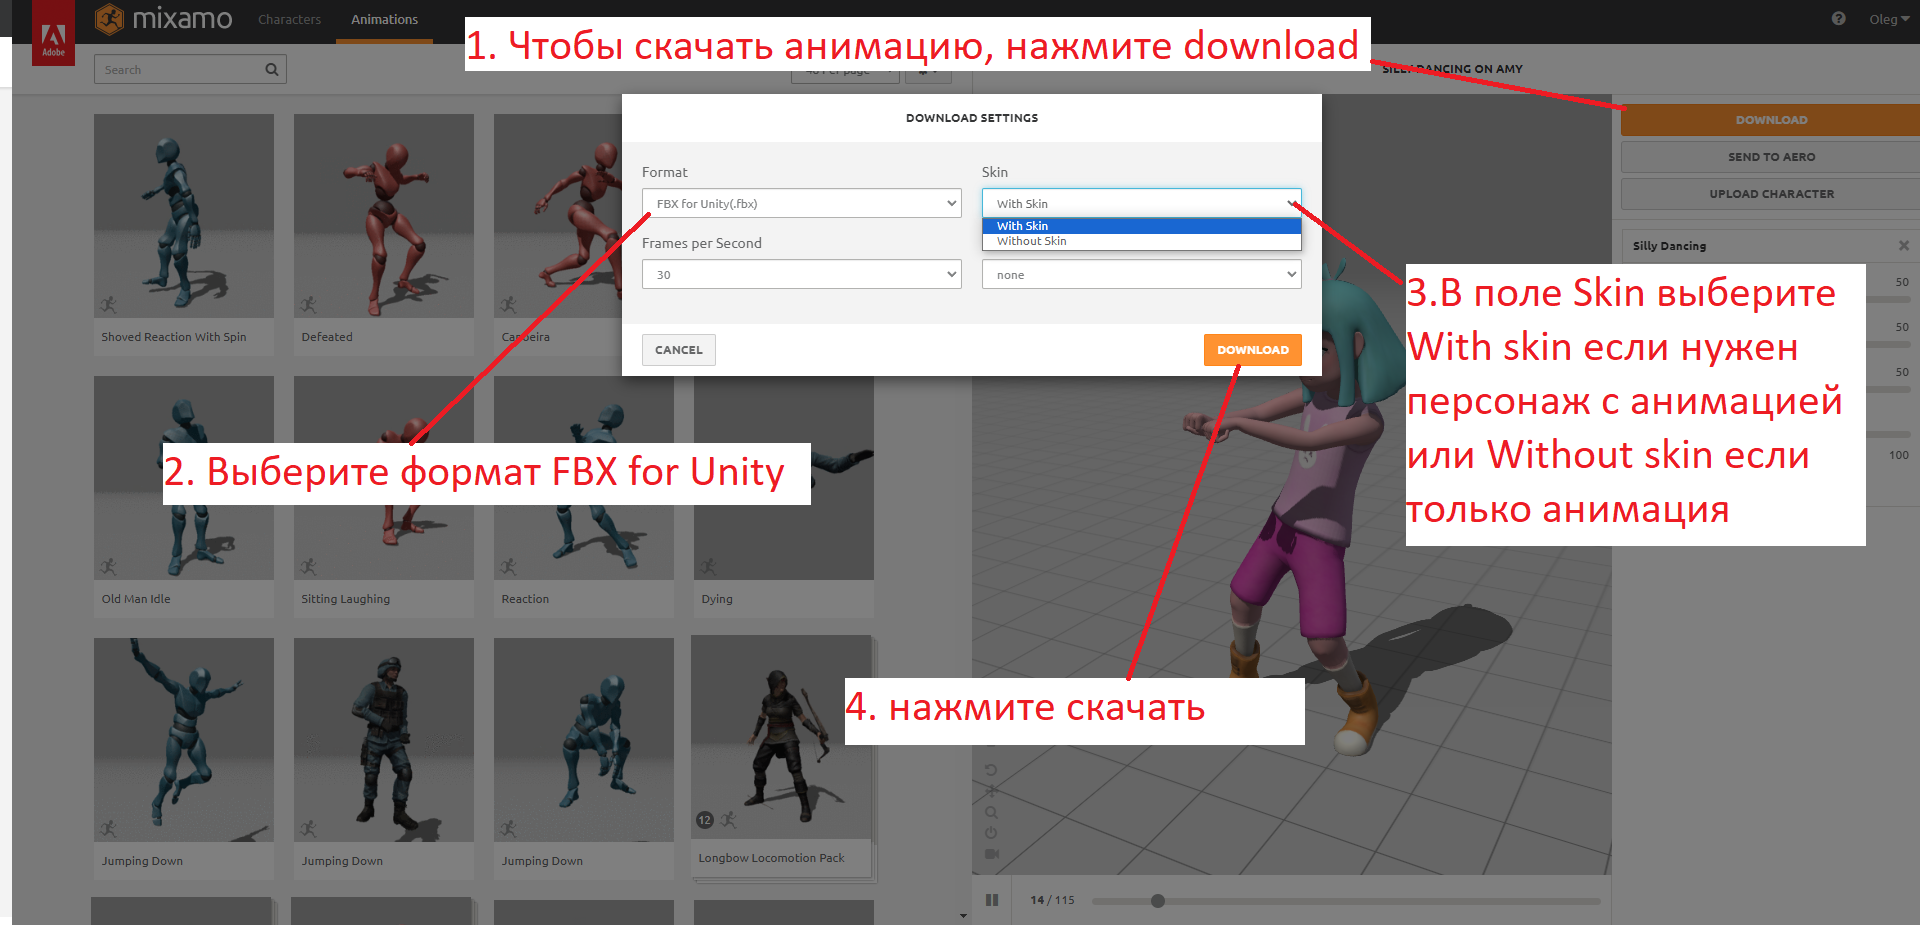 Adobe
mixamo
Characters
Animations
Oleg
1. Чтобы скачать анимацию, нажмите download
Search
SILLY DANCING ON AMY
DOWNLOAD SETTINGS
Format
Skin
FBX for Unity(.fbx)
With Skin
With Skin
Without Skin
Frames per Second
30
none
CANCEL
DOWNLOAD
DOWNLOAD
SEND TO AERO
UPLOAD CHARACTER
Silly Dancing
50
50
50
100
3.В поле Skin выберите
With skin если нужен
персонаж с анимацией
или Without skin если
только анимация
Shoved Reaction With Spin
Defeated
Capoeira
2. Выберите формат FBX for Unity
Old Man Idle
Sitting Laughing
Reaction
Dying
4. нажмите скачать
12
Jumping Down
Jumping Down
Jumping Down
Longbow Locomotion Pack
14 / 115